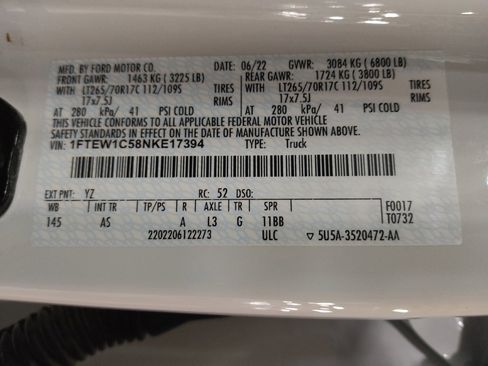 MFD. BY FORD MOTOR CO. DATE: 06/22 GVWR: 3084 KG ( 6800 LB)
FRONT GAWR: 1463 KG ( 3225 LB) REAR GAWR: 1724 KG ( 3800 LB)
WITH LT265/70R17C 112/109S TIRES WITH LT265/70R17C 112/109S TIRES
17x7.5J RIMS 17x7.5J RIMS
AT 280 kPa/ 41 PSI COLD AT 280 kPa/ 41 PSI COLD
THIS VEHICLE CONFORMS TO ALL APPLICABLE FEDERAL MOTOR VEHICLE
SAFETY STANDARDS IN EFFECT ON THE DATE OF MANUFACTURE SHOWN ABOVE.
VIN: 1FTEW1C58NKE17394 TYPE: Truck
EXT PNT: YZ RC: 52 DSO: F0017
WB INT TR TP/PS R AXLE TR SPR T0732
145 AS A L3 G 11BB
2202206122273 ULC ▽ 5U5A-3520472-AA